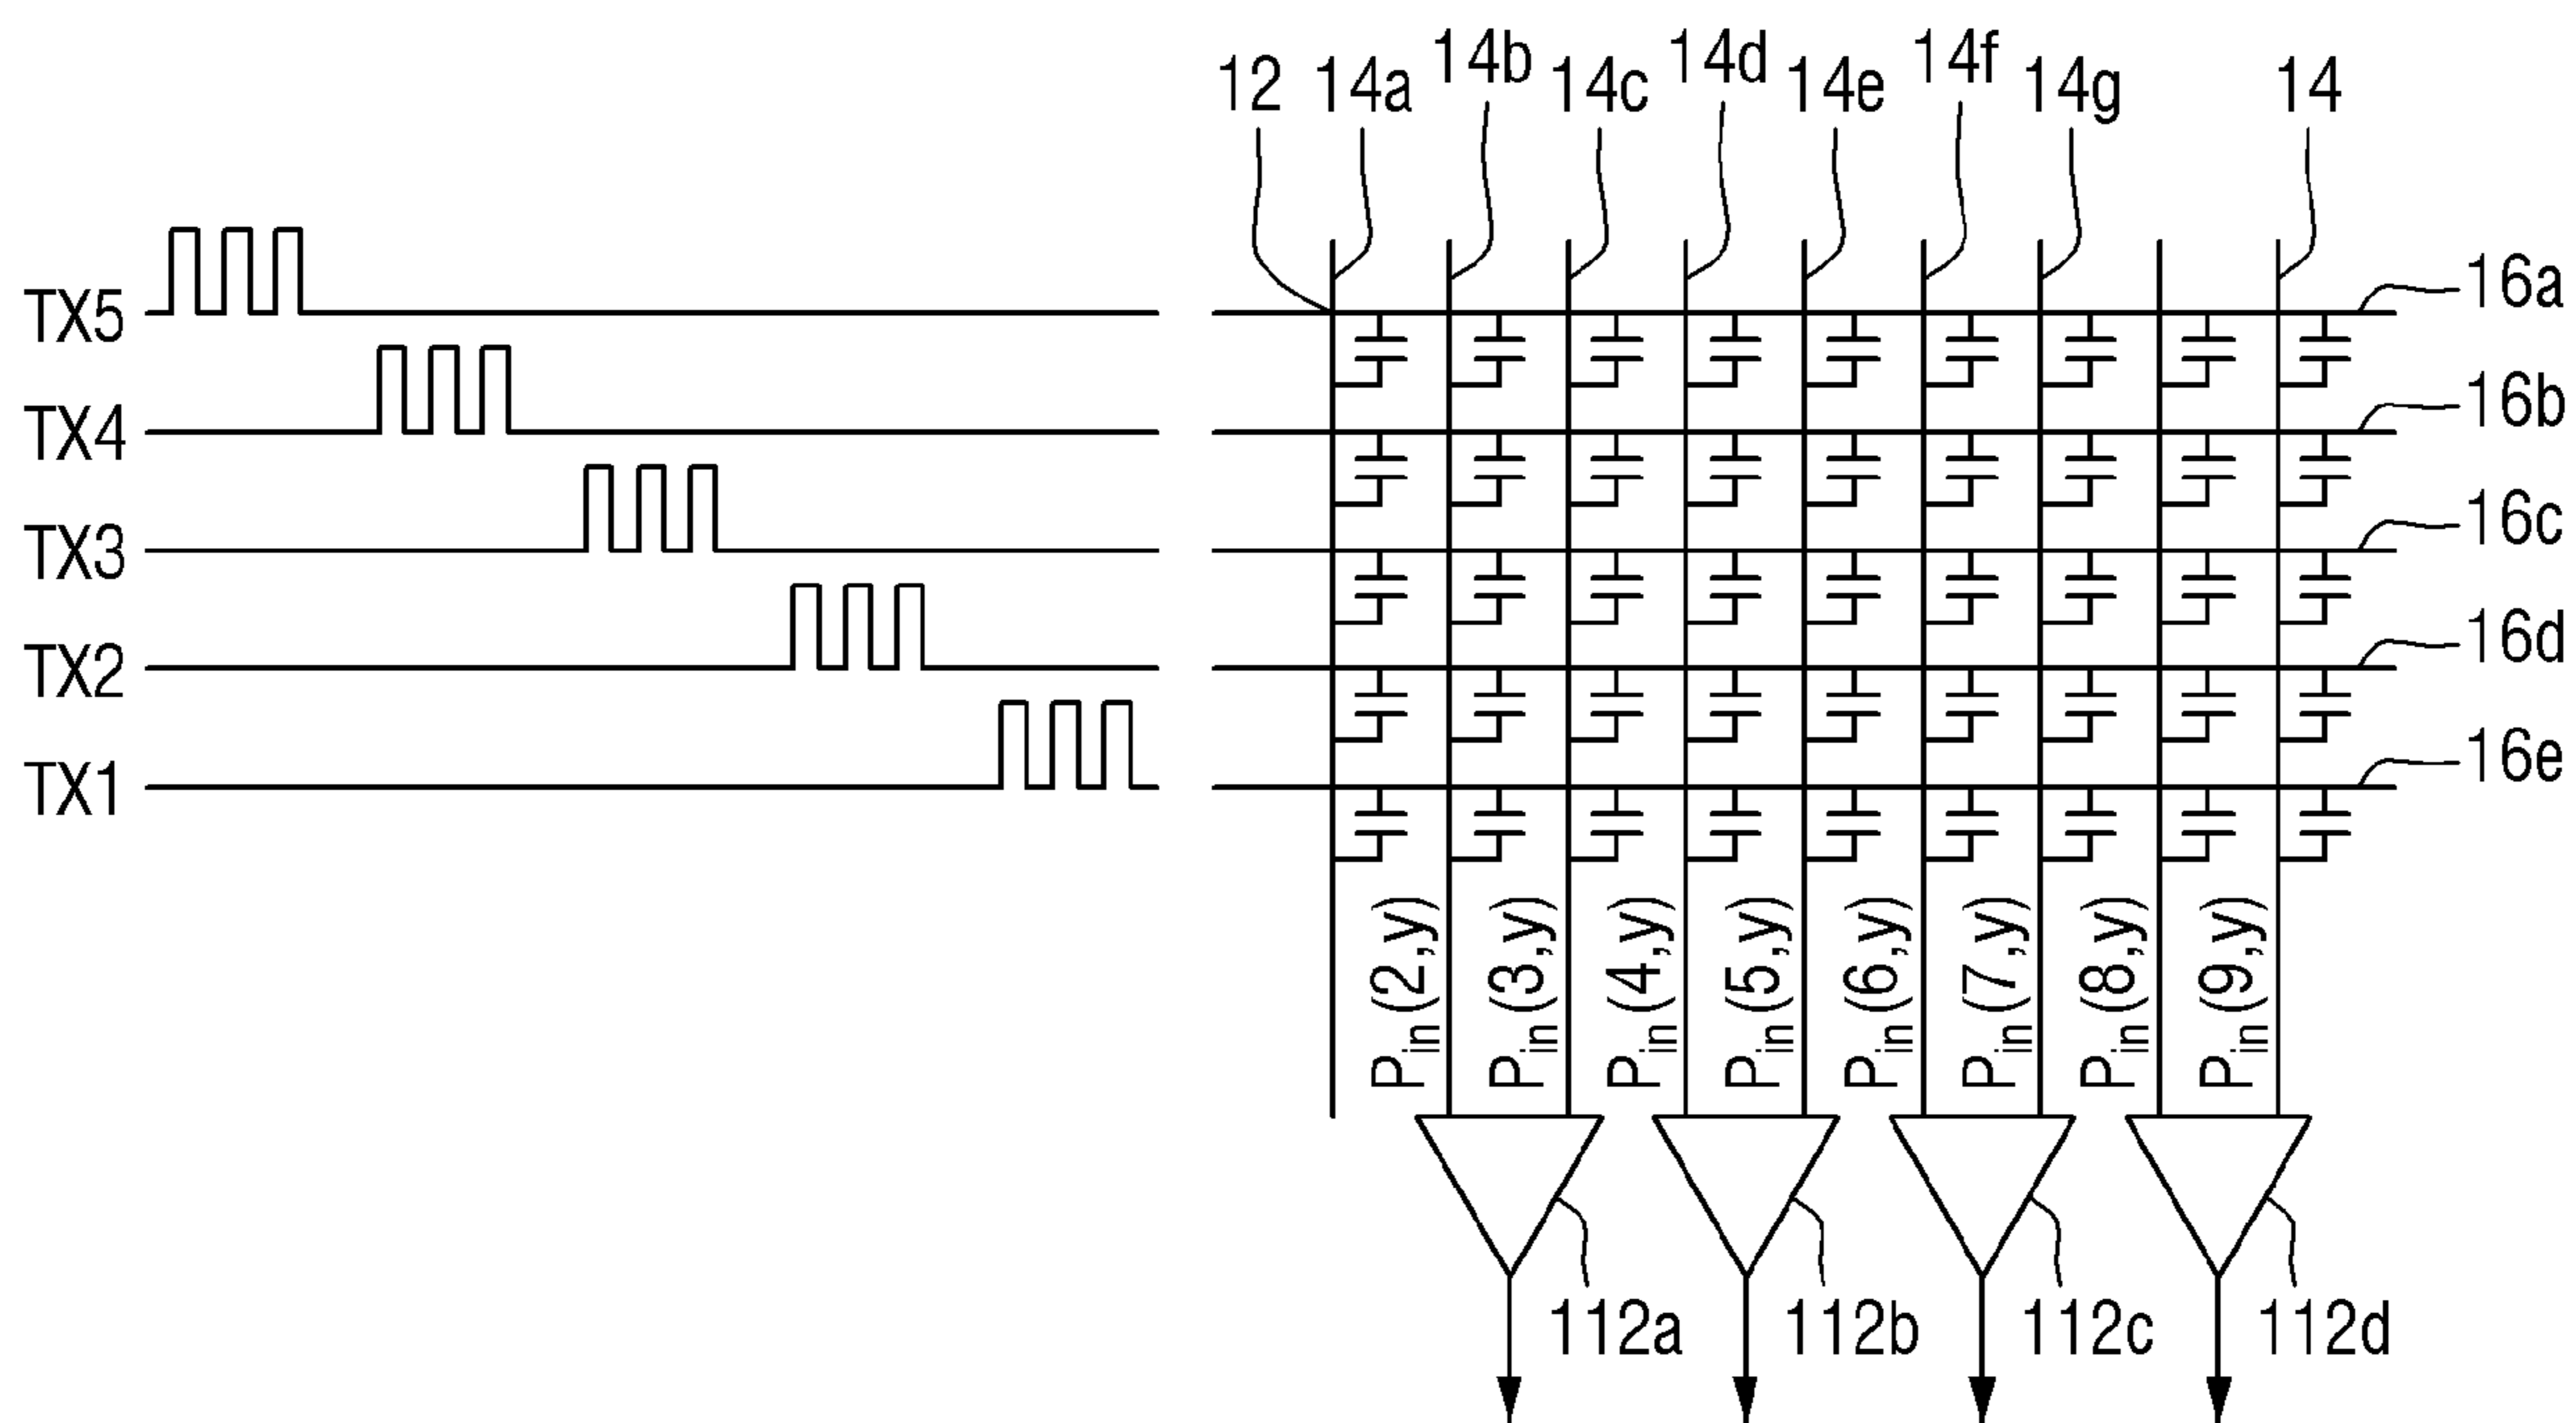 12 14a 14b 14c 14d 14e 14f 14g 14
TX5
16a
TX4
16b
TX3
16c
TX2
16d
TX1
16e
Pin(2,y)
Pin(3,y)
Pin(4,y)
Pin(5,y)
Pin(6,y)
Pin(7,y)
Pin(8,y)
Pin(9,y)
112a 112b 112c 112d